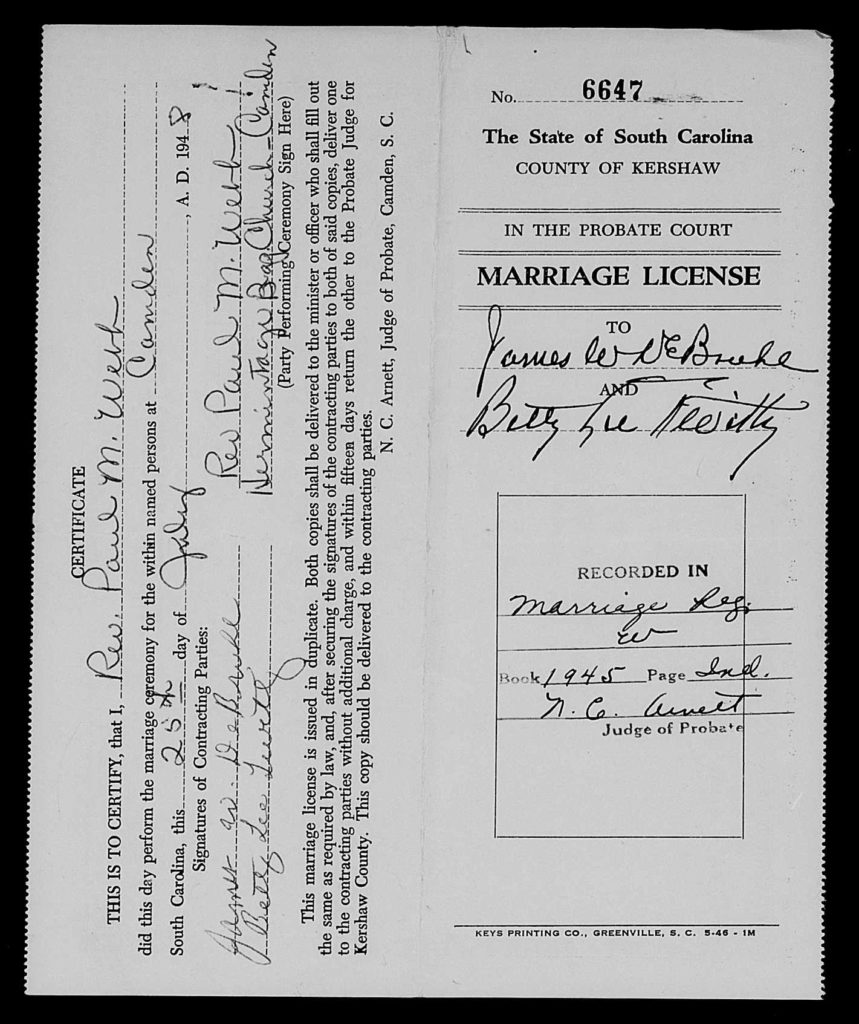 CERTIFICATE
THIS IS TO CERTIFY, that I, Rev. Paul M. Webb
did this day perform the marriage ceremony for the within named persons at Camden
South Carolina, this 25th day of July, A. D. 1948
Signatures of Contracting Parties:
James W. DeBruhl Rev Paul M. Webb
Betty Lee Hermintage Bap Church - Camden
(Party Performing Ceremony Sign Here)
This marriage license is issued in duplicate. Both copies shall be delivered to the minister or officer who shall fill out
the same as required by law, and, after securing the signatures of the contracting parties to both of said copies, deliver one
to the contracting parties without additional charge, and within fifteen days return the other to the Probate Judge for
Kershaw County. This copy should be delivered to the contracting parties.
N. C. Arnett, Judge of Probate, Camden, S. C.
No. 6647
The State of South Carolina
COUNTY OF KERSHAW
IN THE PROBATE COURT
MARRIAGE LICENSE
TO
James W DeBruhl
AND
Betty Lee
RECORDED IN
Marriage Reg.
Book 1945 Page Ind.
N. C. Arnett
Judge of Probate
KEYS PRINTING CO., GREENVILLE, S. C. 5-46 - 1M